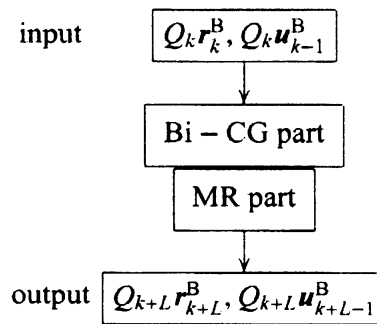 input Q_k r_k^B, Q_k u_{k-1}^B
Bi – CG part
MR part
output Q_{k+L} r_{k+L}^B, Q_{k+L} u_{k+L-1}^B